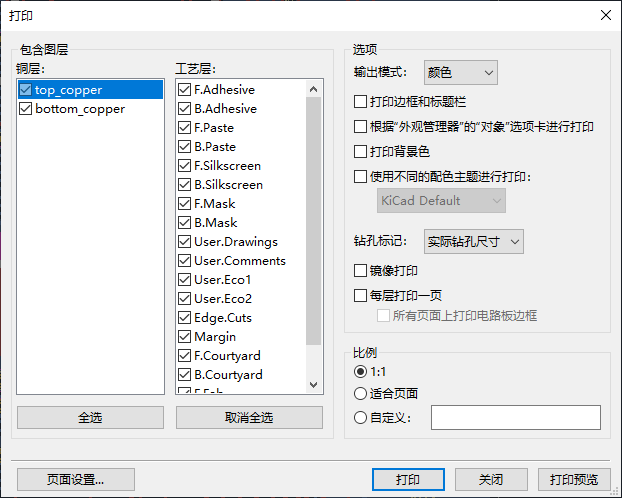 打印
包含图层
铜层:
top_copper
bottom_copper
工艺层:
F.Adhesive
B.Adhesive
F.Paste
B.Paste
F.Silkscreen
B.Silkscreen
F.Mask
B.Mask
User.Drawings
User.Comments
User.Eco1
User.Eco2
Edge.Cuts
Margin
F.Courtyard
B.Courtyard
F.Fab
全选
取消全选
选项
输出模式: 颜色
打印边框和标题栏
根据“外观管理器”的“对象”选项卡进行打印
打印背景色
使用不同的配色主题进行打印:
KiCad Default
钻孔标记: 实际钻孔尺寸
镜像打印
每层打印一页
所有页面上打印电路板边框
比例
1:1
适合页面
自定义:
页面设置...
打印
关闭
打印预览